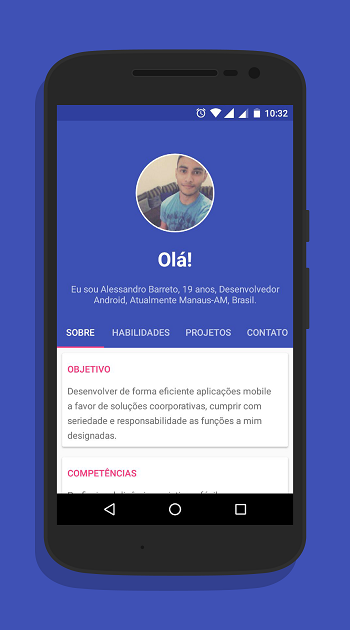 10:32
Olá!
Eu sou Alessandro Barreto, 19 anos, Desenvolvedor
Android, Atualmente Manaus-AM, Brasil.
SOBRE HABILIDADES PROJETOS CONTATO
OBJETIVO
Desenvolver de forma eficiente aplicações mobile
a favor de soluções coorporativas, cumprir com
seriedade e responsabilidade as funções a mim
designadas.
COMPETÊNCIAS